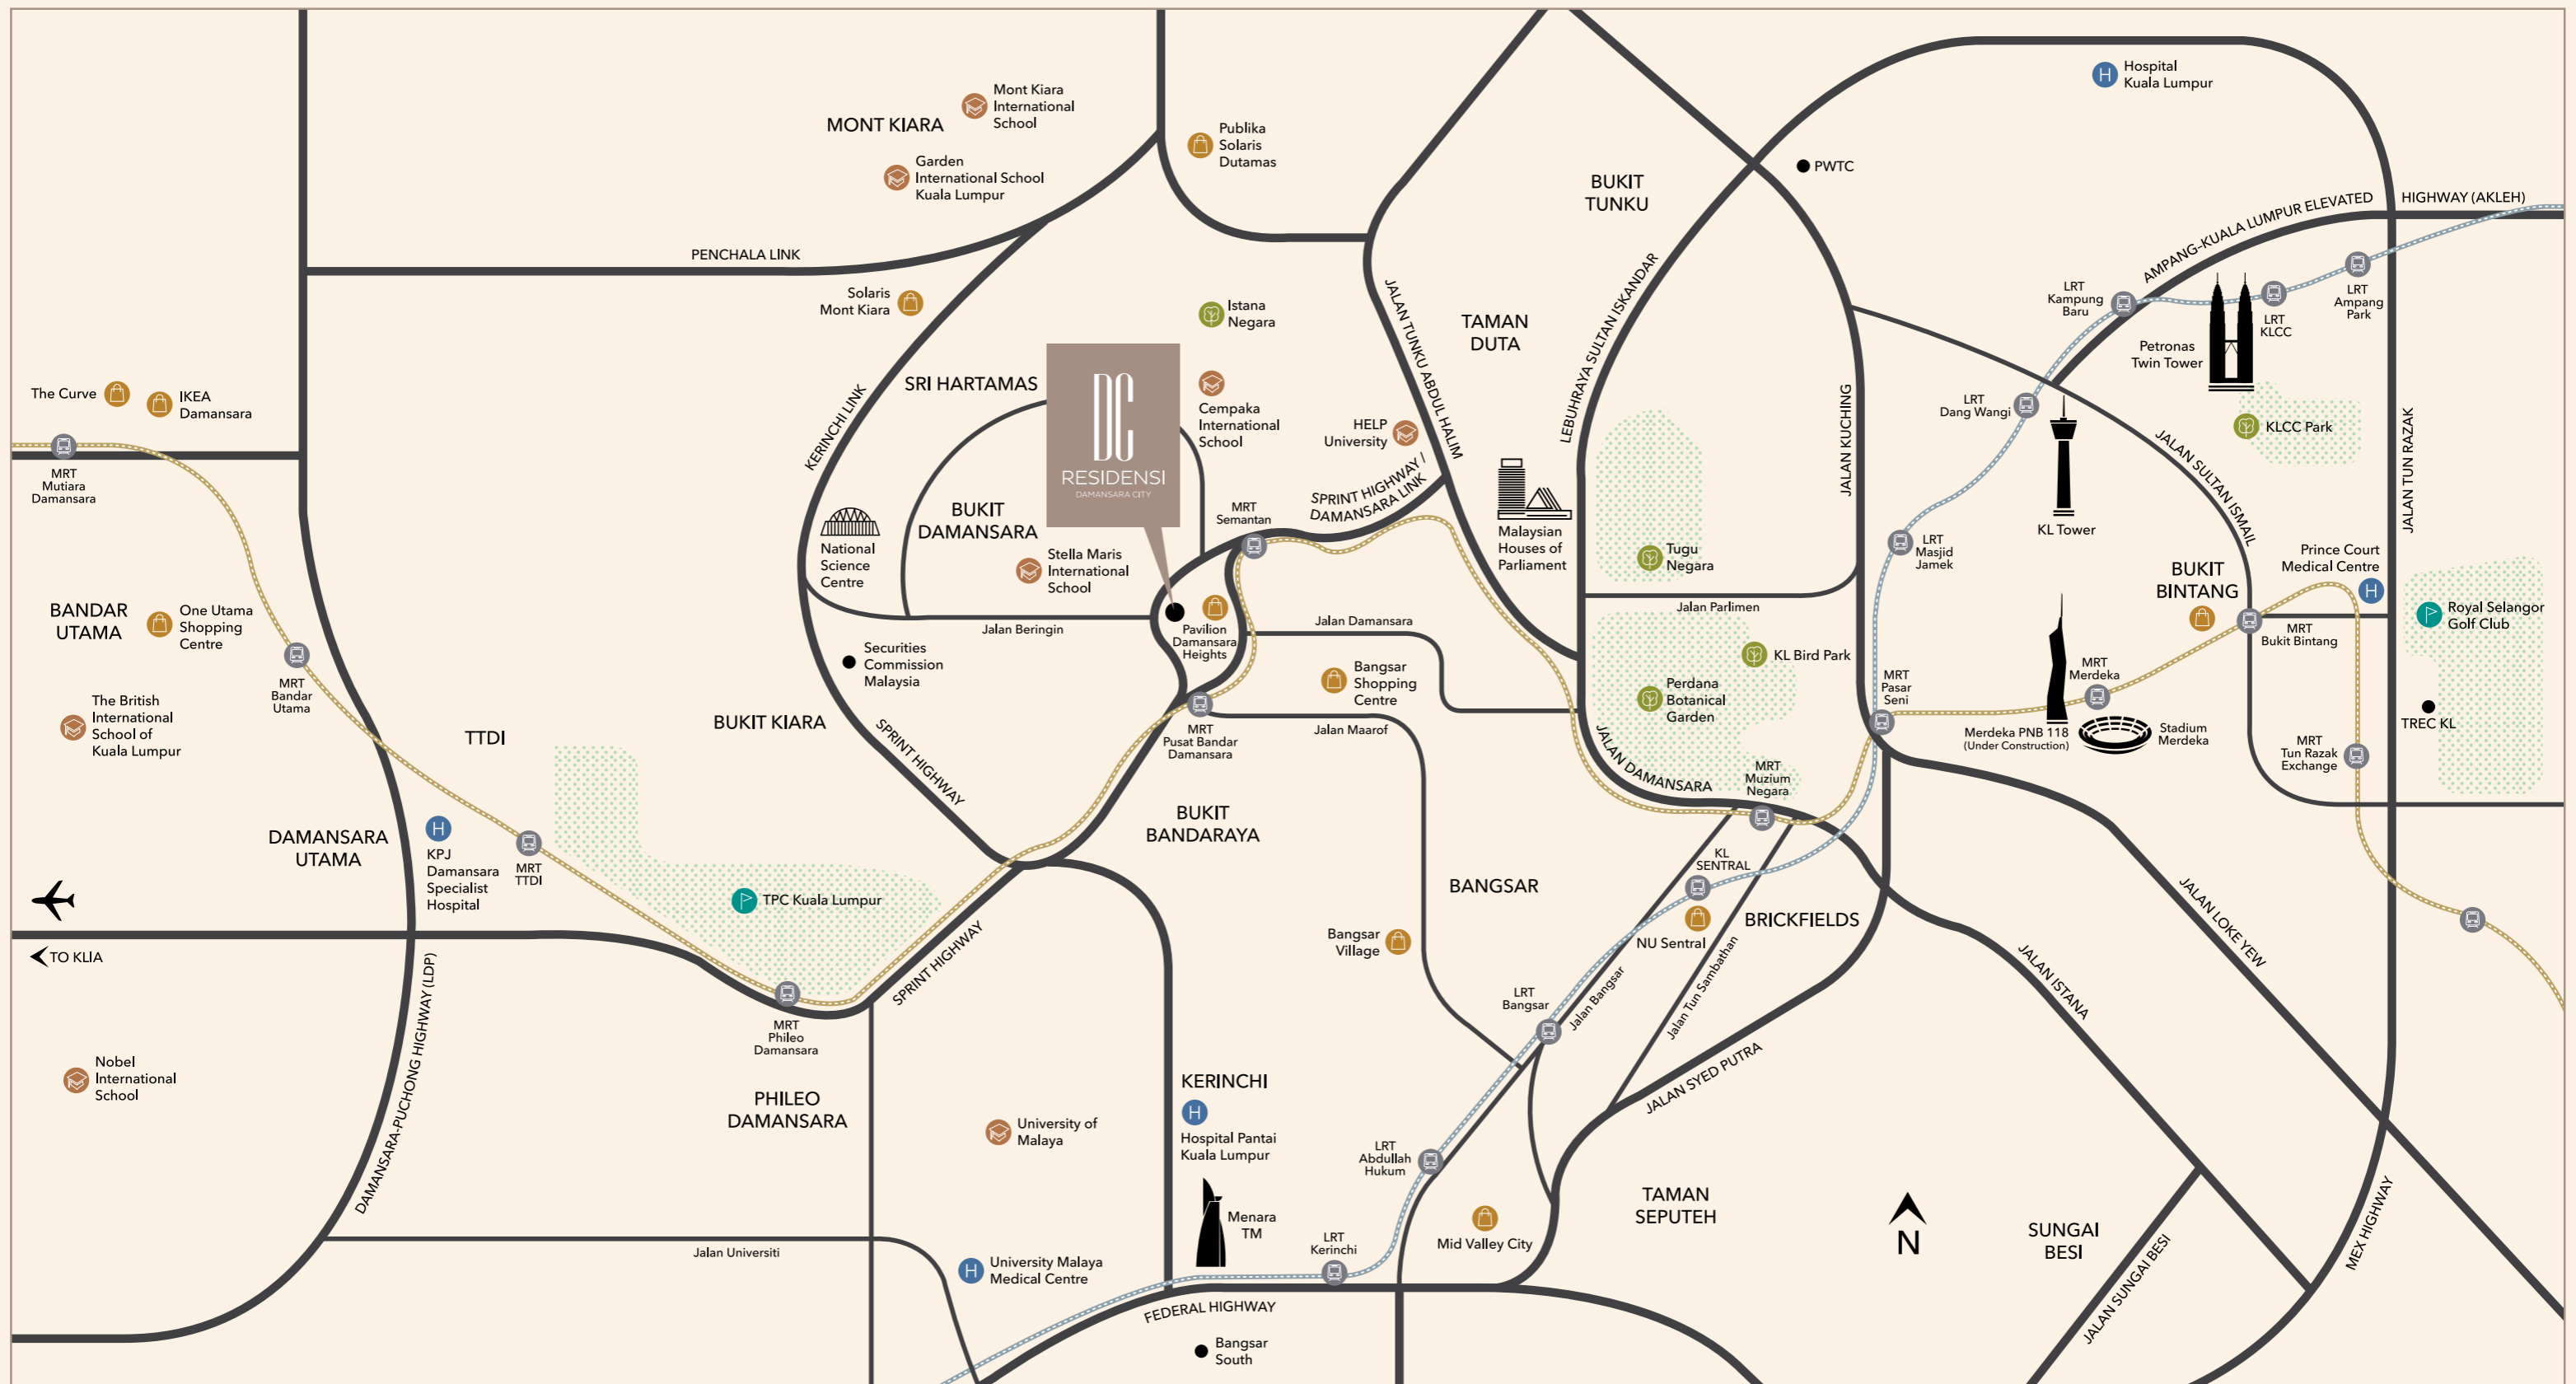 MONT KIARA
Mont Kiara
International
School
Garden
International School
Kuala Lumpur
Publika
Solaris
Dutamas
PENCHALA LINK
Solaris
Mont Kiara
Istana
Negara
BUKIT
TUNKU
PWTC
Hospital
Kuala Lumpur
AMPANG-KUALA LUMPUR ELEVATED
HIGHWAY (AKLEH)
The Curve
IKEA
Damansara
MRT
Mutiara
Damansara
KERINCHI LINK
SRI HARTAMAS
DC
RESIDENSI
DAMANSARA CITY
Cempaka
International
School
HELP
University
JALAN TUNKU ABDUL HALIM
TAMAN
DUTA
LEBUHRAYA SULTAN ISKANDAR
JALAN KUCHING
LRT
Kampung
Baru
Petronas
Twin Tower
LRT
KLCC
LRT
Ampang
Park
LRT
Dang Wangi
KLCC Park
JALAN SULTAN ISMAIL
JALAN TUN RAZAK
KL Tower
National
Science
Centre
BUKIT
DAMANSARA
Stella Maris
International
School
MRT
Semantan
SPRINT HIGHWAY /
DAMANSARA LINK
Malaysian
Houses of
Parliament
Tugu
Negara
LRT
Masjid
Jamek
Prince Court
Medical Centre
BUKIT
BINTANG
Royal Selangor
Golf Club
BANDAR
UTAMA
One Utama
Shopping
Centre
MRT
Bandar
Utama
The British
International
School of
Kuala Lumpur
TTDI
BUKIT KIARA
Securities
Commission
Malaysia
Jalan Beringin
Pavilion
Damansara
Heights
Jalan Damansara
Bangsar
Shopping
Centre
Jalan Maarof
MRT
Pusat Bandar
Damansara
Jalan Parlimen
KL Bird Park
Perdana
Botanical
Garden
MRT
Pasar
Seni
MRT
Merdeka
MRT
Bukit Bintang
Merdeka PNB 118
(Under Construction)
Stadium
Merdeka
MRT
Tun Razak
Exchange
TREC KL
SPRINT HIGHWAY
JALAN DAMANSARA
MRT
Muzium
Negara
DAMANSARA
UTAMA
KPJ
Damansara
Specialist
Hospital
MRT
TTDI
TPC Kuala Lumpur
BUKIT
BANDARAYA
BANGSAR
KL
SENTRAL
NU Sentral
BRICKFIELDS
JALAN LOKE YEW
TO KLIA
SPRINT HIGHWAY
Bangsar
Village
LRT
Bangsar
Jalan Bangsar
Jalan Tun Sambathan
JALAN ISTANA
DAMANSARA-PUCHONG HIGHWAY (LDP)
MRT
Phileo
Damansara
Nobel
International
School
PHILEO
DAMANSARA
University of
Malaya
KERINCHI
Hospital Pantai
Kuala Lumpur
JALAN SYED PUTRA
LRT
Abdullah
Hukum
Menara
TM
Jalan Universiti
University Malaya
Medical Centre
LRT
Kerinchi
Mid Valley City
TAMAN
SEPUTEH
N
SUNGAI
BESI
JALAN SUNGAI BESI
MEX HIGHWAY
FEDERAL HIGHWAY
Bangsar
South